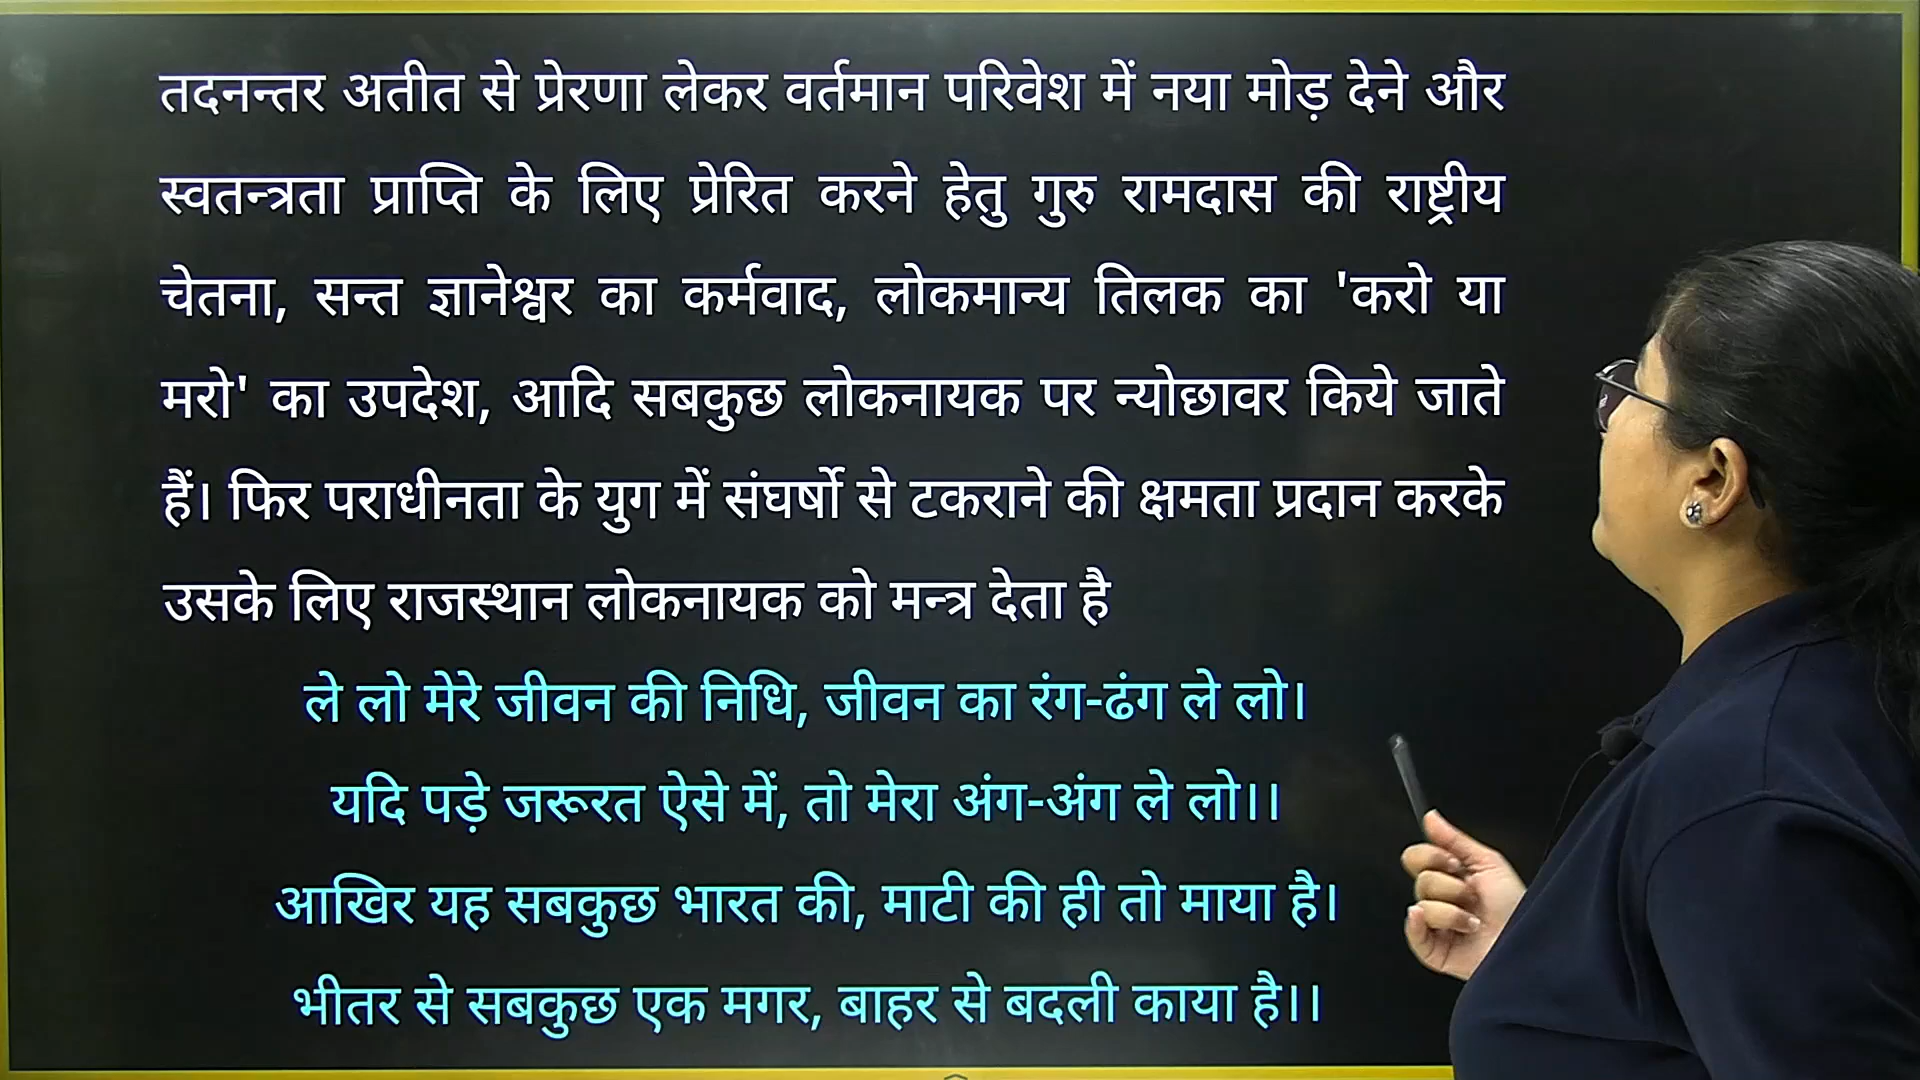 तदनन्तर अतीत से प्रेरणा लेकर वर्तमान परिवेश में नया मोड़ देने और
स्वतन्त्रता प्राप्ति के लिए प्रेरित करने हेतु गुरु रामदास की राष्ट्रीय
चेतना, सन्त ज्ञानेश्वर का कर्मवाद, लोकमान्य तिलक का 'करो या
मरो' का उपदेश, आदि सबकुछ लोकनायक पर न्योछावर किये जाते
हैं। फिर पराधीनता के युग में संघर्षो से टकराने की क्षमता प्रदान करके
उसके लिए राजस्थान लोकनायक को मन्त्र देता है
ले लो मेरे जीवन की निधि, जीवन का रंग-ढंग ले लो।
यदि पड़े जरूरत ऐसे में, तो मेरा अंग-अंग ले लो।।
आखिर यह सबकुछ भारत की, माटी की ही तो माया है।
भीतर से सबकुछ एक मगर, बाहर से बदली काया है।।